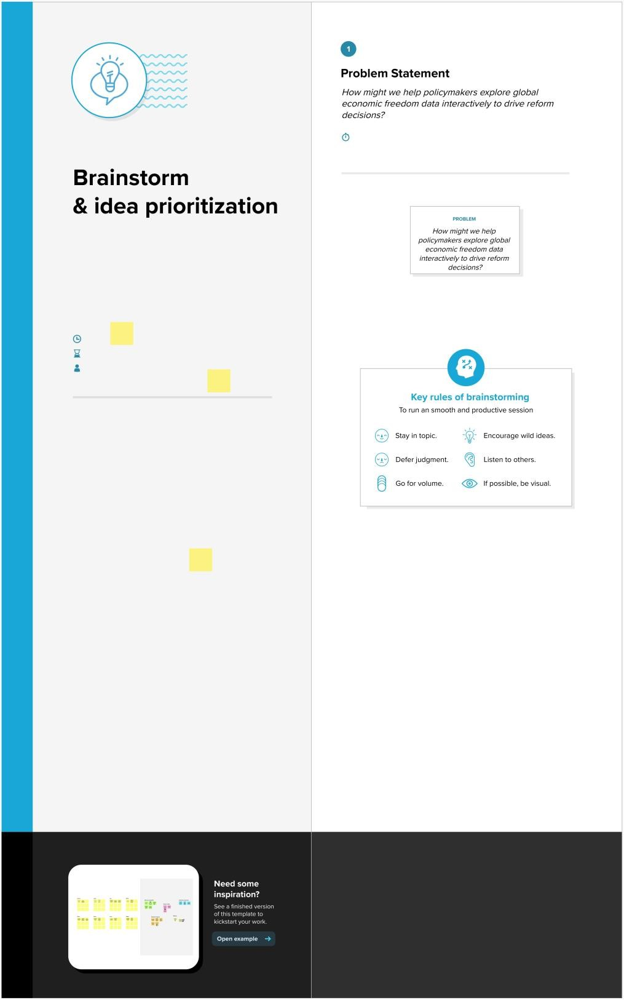 Brainstorm
& idea prioritization
1
Problem Statement
How might we help policymakers explore global
economic freedom data interactively to drive reform
decisions?
PROBLEM
How might we help
policymakers explore global
economic freedom data
interactively to drive reform
decisions?
Key rules of brainstorming
To run an smooth and productive session
Stay in topic.
Encourage wild ideas.
Defer judgment.
Listen to others.
Go for volume.
If possible, be visual.
Need some
inspiration?
See a finished version
of this template to
kickstart your work.
Open example